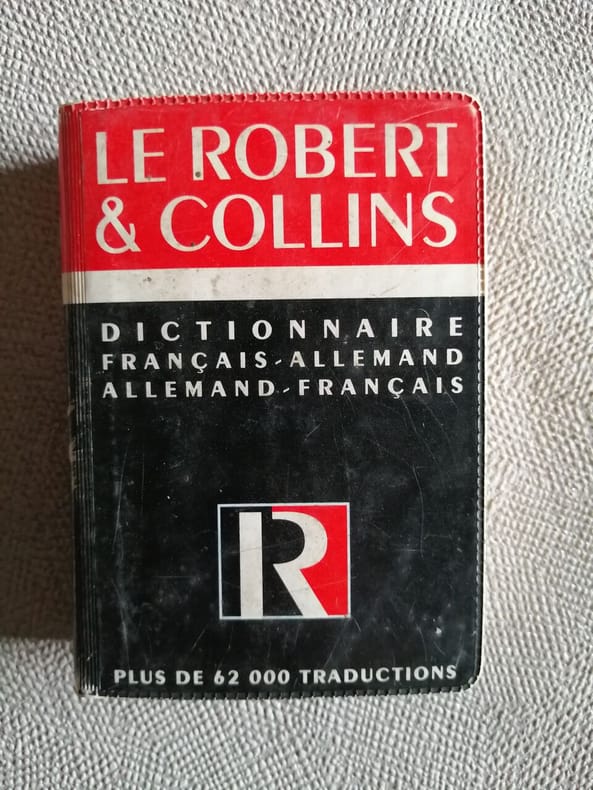 LE ROBERT
& COLLINS
DICTIONNAIRE
FRANÇAIS-ALLEMAND
ALLEMAND-FRANÇAIS
R
PLUS DE 62 000 TRADUCTIONS